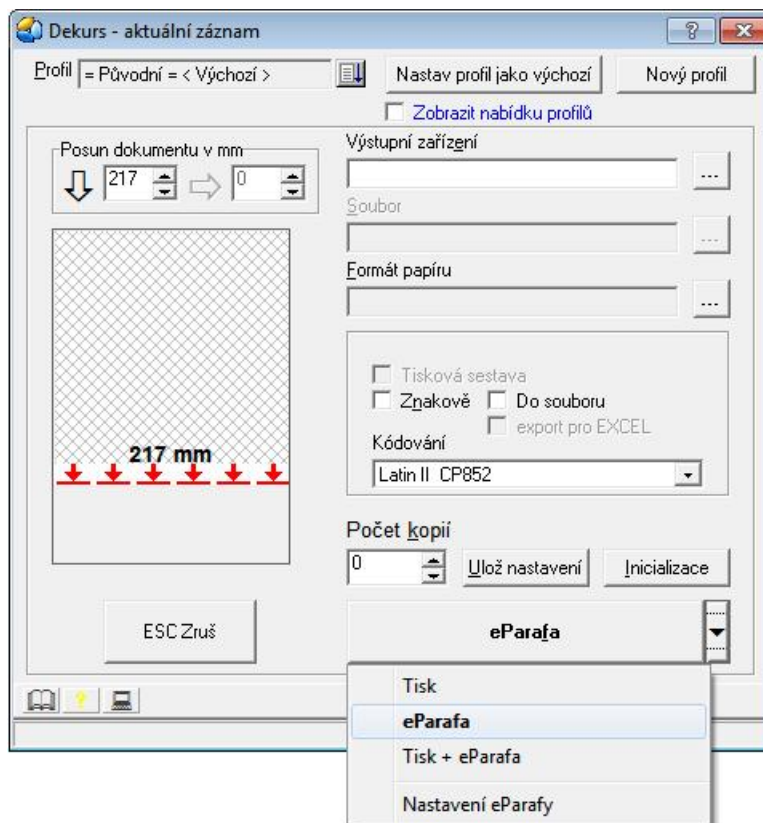 Dekurs - aktuální záznam
Profil = Původní = < Výchozí > Nastav profil jako výchozí Nový profil
Zobrazit nabídku profilů
Posun dokumentu v mm
217 0
217 mm
Výstupní zařízení
...
Soubor
...
Formát papíru
...
Tisková sestava
Znakově Do souboru
export pro EXCEL
Kódování
Latin II CP852
Počet kopií
0 Ulož nastavení Inicializace
ESC Zruš eParafa
Tisk
eParafa
Tisk + eParafa
Nastavení eParafy